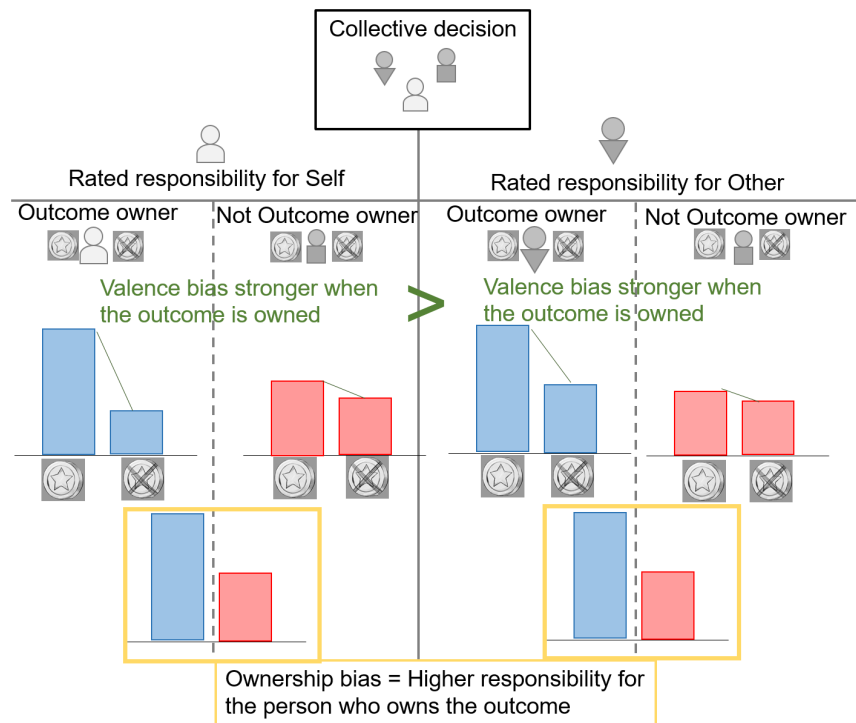 Collective decision
Rated responsibility for Self
Rated responsibility for Other
Outcome owner
Not Outcome owner
Outcome owner
Not Outcome owner
Valence bias stronger when
the outcome is owned
>
Valence bias stronger when
the outcome is owned
Ownership bias = Higher responsibility for
the person who owns the outcome